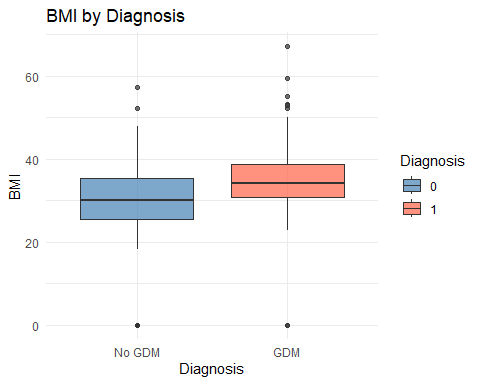 BMI by Diagnosis
BMI
60
40
20
0
No GDM
GDM
Diagnosis
Diagnosis
0
1